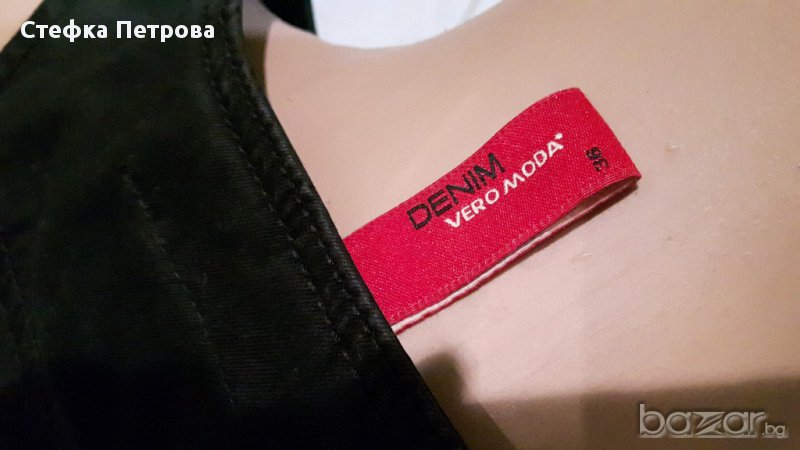 Стефка Петрова
DENIM
VERO MODA
36
bazar.bg